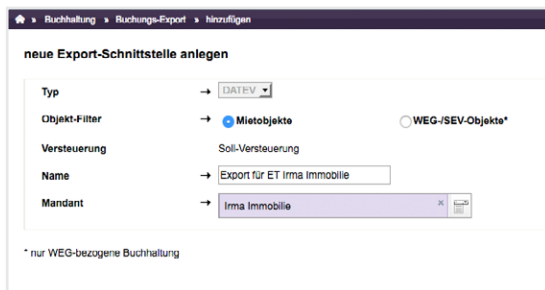 » Buchhaltung » Buchungs-Export » hinzufügen
neue Export-Schnittstelle anlegen
Typ → DATEV
Objekt-Filter → Mietobjekte WEG-/SEV-Objekte*
Versteuerung Soll-Versteuerung
Name → Export für ET Irma Immobilie
Mandant → Irma Immobilie ×
* nur WEG-bezogene Buchhaltung